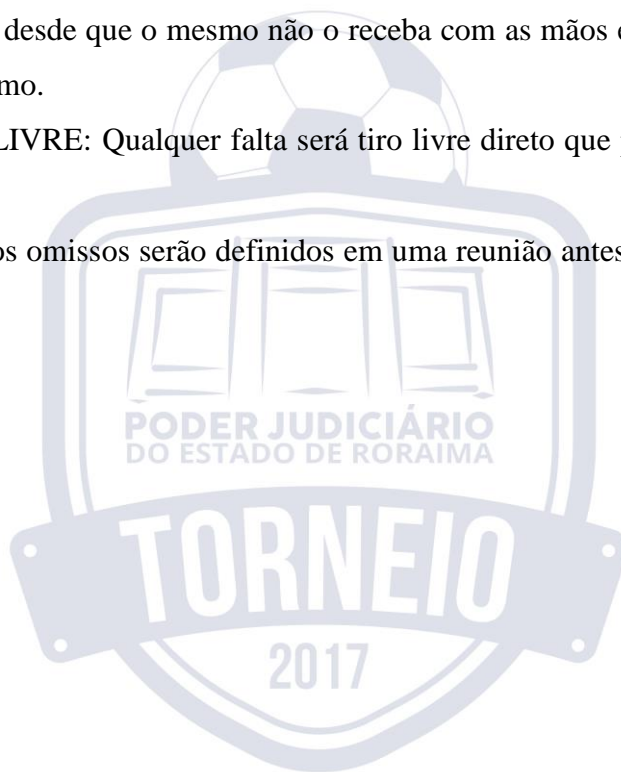 desde que o mesmo não o receba com as mãos
mo.
LIVRE: Qualquer falta será tiro livre direto que
os omissos serão definidos em uma reunião antes
PODER JUDICIÁRIO
DO ESTADO DE RORAIMA
TORNEIO
2017